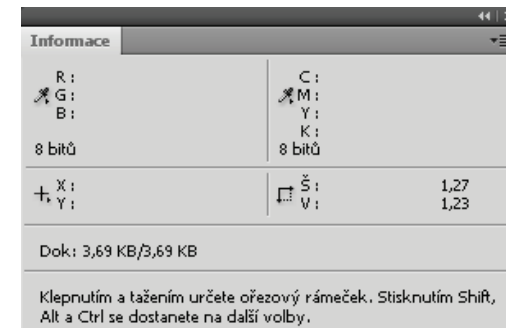 Informace
R :
G :
B :
8 bitů
C :
M :
Y :
K :
8 bitů
X :
Y :
Š : 1,27
V : 1,23
Dok: 3,69 KB/3,69 KB
Klepnutím a tažením určete ořezový rámeček. Stisknutím Shift,
Alt a Ctrl se dostanete na další volby.